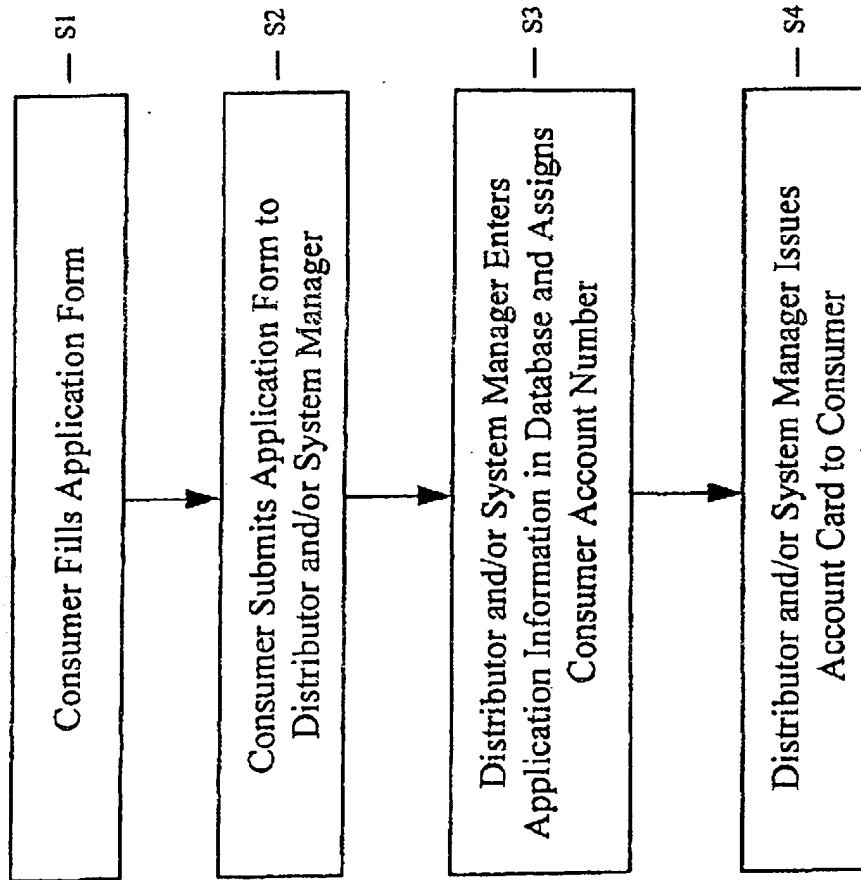 Consumer Fills Application Form
S1
Consumer Submits Application Form to
Distributor and/or System Manager
S2
Distributor and/or System Manager Enters
Application Information in Database and Assigns
Consumer Account Number
S3
Distributor and/or System Manager Issues
Account Card to Consumer
S4